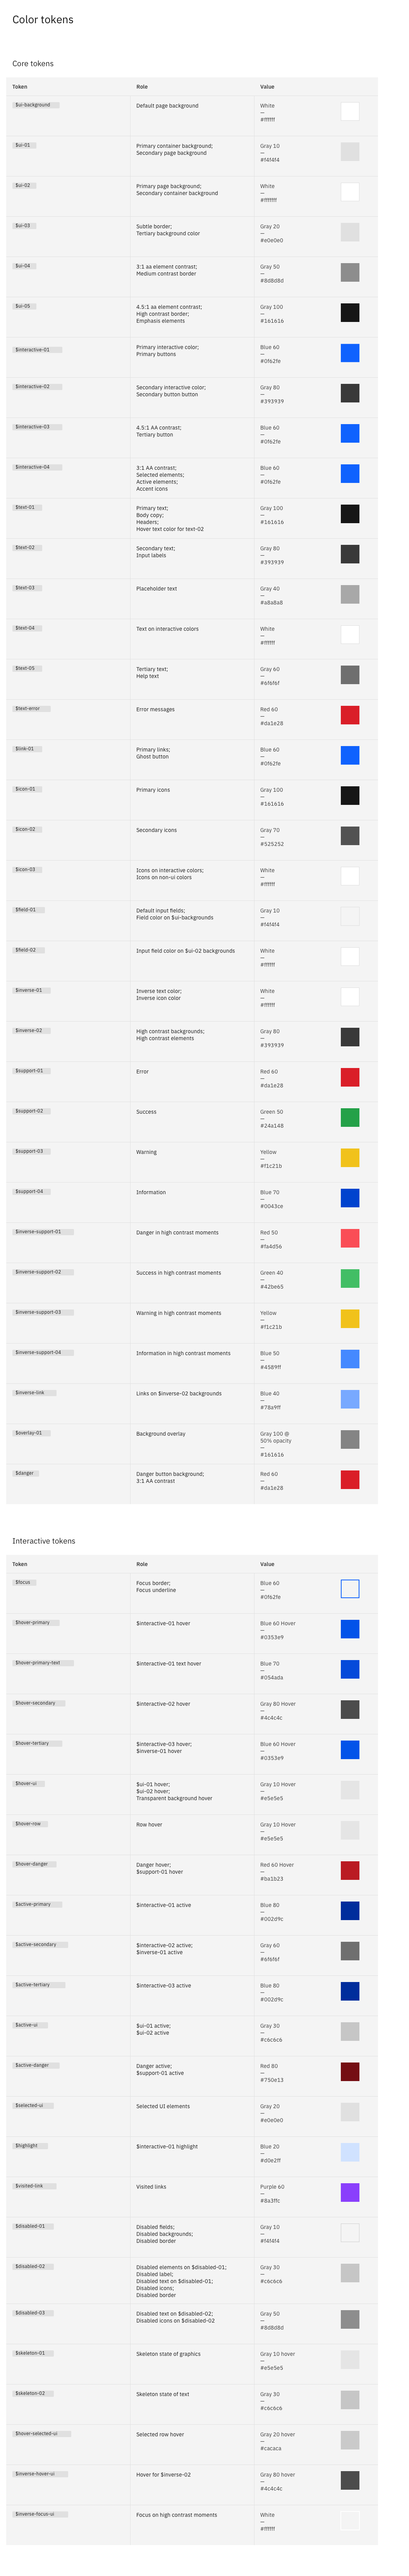 Color tokens
Core tokens
Token Role Value
$ui-background Default page background White
—
#ffffff
$ui-01 Primary container background; Gray 10
Secondary page background —
#f4f4f4
$ui-02 Primary page background; White
Secondary container background —
#ffffff
$ui-03 Subtle border; Gray 20
Tertiary background color —
#e0e0e0
$ui-04 3:1 aa element contrast; Gray 50
Medium contrast border —
#8d8d8d
$ui-05 4.5:1 aa element contrast; Gray 100
High contrast border; —
Emphasis elements #161616
$interactive-01 Primary interactive color; Blue 60
Primary buttons —
#0f62fe
$interactive-02 Secondary interactive color; Gray 80
Secondary button button —
#393939
$interactive-03 4.5:1 AA contrast; Blue 60
Tertiary button —
#0f62fe
$interactive-04 3:1 AA contrast; Blue 60
Selected elements; —
Active elements; #0f62fe
Accent icons
$text-01 Primary text; Gray 100
Body copy; —
Headers; #161616
Hover text color for text-02
$text-02 Secondary text; Gray 80
Input labels —
#393939
$text-03 Placeholder text Gray 40
—
#a8a8a8
$text-04 Text on interactive colors White
—
#ffffff
$text-05 Tertiary text; Gray 60
Help text —
#6f6f6f
$text-error Error messages Red 60
—
#da1e28
$link-01 Primary links; Blue 60
Ghost button —
#0f62fe
$icon-01 Primary icons Gray 100
—
#161616
$icon-02 Secondary icons Gray 70
—
#525252
$icon-03 Icons on interactive colors; White
Icons on non-ui colors —
#ffffff
$field-01 Default input fields; Gray 10
Field color on $ui-backgrounds —
#f4f4f4
$field-02 Input field color on $ui-02 backgrounds White
—
#ffffff
$inverse-01 Inverse text color; White
Inverse icon color —
#ffffff
$inverse-02 High contrast backgrounds; Gray 80
High contrast elements —
#393939
$support-01 Error Red 60
—
#da1e28
$support-02 Success Green 50
—
#24a148
$support-03 Warning Yellow
—
#f1c21b
$support-04 Information Blue 70
—
#0043ce
$inverse-support-01 Danger in high contrast moments Red 50
—
#fa4d56
$inverse-support-02 Success in high contrast moments Green 40
—
#42be65
$inverse-support-03 Warning in high contrast moments Yellow
—
#f1c21b
$inverse-support-04 Information in high contrast moments Blue 50
—
#4589ff
$inverse-link Links on $inverse-02 backgrounds Blue 40
—
#78a9ff
$overlay-01 Background overlay Gray 100 @
50% opacity
—
#161616
$danger Danger button background; Red 60
3:1 AA contrast —
#da1e28
Interactive tokens
Token Role Value
$focus Focus border; Blue 60
Focus underline —
#0f62fe
$hover-primary $interactive-01 hover Blue 60 Hover
—
#0353e9
$hover-primary-text $interactive-01 text hover Blue 70
—
#054ada
$hover-secondary $interactive-02 hover Gray 80 Hover
—
#4c4c4c
$hover-tertiary $interactive-03 hover; Blue 60 Hover
$inverse-01 hover —
#0353e9
$hover-ui $ui-01 hover; Gray 10 Hover
$ui-02 hover; —
Transparent background hover #e5e5e5
$hover-row Row hover Gray 10 Hover
—
#e5e5e5
$hover-danger Danger hover; Red 60 Hover
$support-01 hover —
#ba1b23
$active-primary $interactive-01 active Blue 80
—
#002d9c
$active-secondary $interactive-02 active; Gray 60
$inverse-01 active —
#6f6f6f
$active-tertiary $interactive-03 active Blue 80
—
#002d9c
$active-ui $ui-01 active; Gray 30
$ui-02 active —
#c6c6c6
$active-danger Danger active; Red 80
$support-01 active —
#750e13
$selected-ui Selected UI elements Gray 20
—
#e0e0e0
$highlight $interactive-01 highlight Blue 20
—
#d0e2ff
$visited-link Visited links Purple 60
—
#8a3ffc
$disabled-01 Disabled fields; Gray 10
Disabled backgrounds; —
Disabled border #f4f4f4
$disabled-02 Disabled elements on $disabled-01; Gray 30
Disabled label; —
Disabled text on $disabled-01; #c6c6c6
Disabled icons;
Disabled border
$disabled-03 Disabled text on $disabled-02; Gray 50
Disabled icons on $disabled-02 —
#8d8d8d
$skeleton-01 Skeleton state of graphics Gray 10 hover
—
#e5e5e5
$skeleton-02 Skeleton state of text Gray 30
—
#c6c6c6
$hover-selected-ui Selected row hover Gray 20 hover
—
#cacaca
$inverse-hover-ui Hover for $inverse-02 Gray 80 hover
—
#4c4c4c
$inverse-focus-ui Focus on high contrast moments White
—
#ffffff